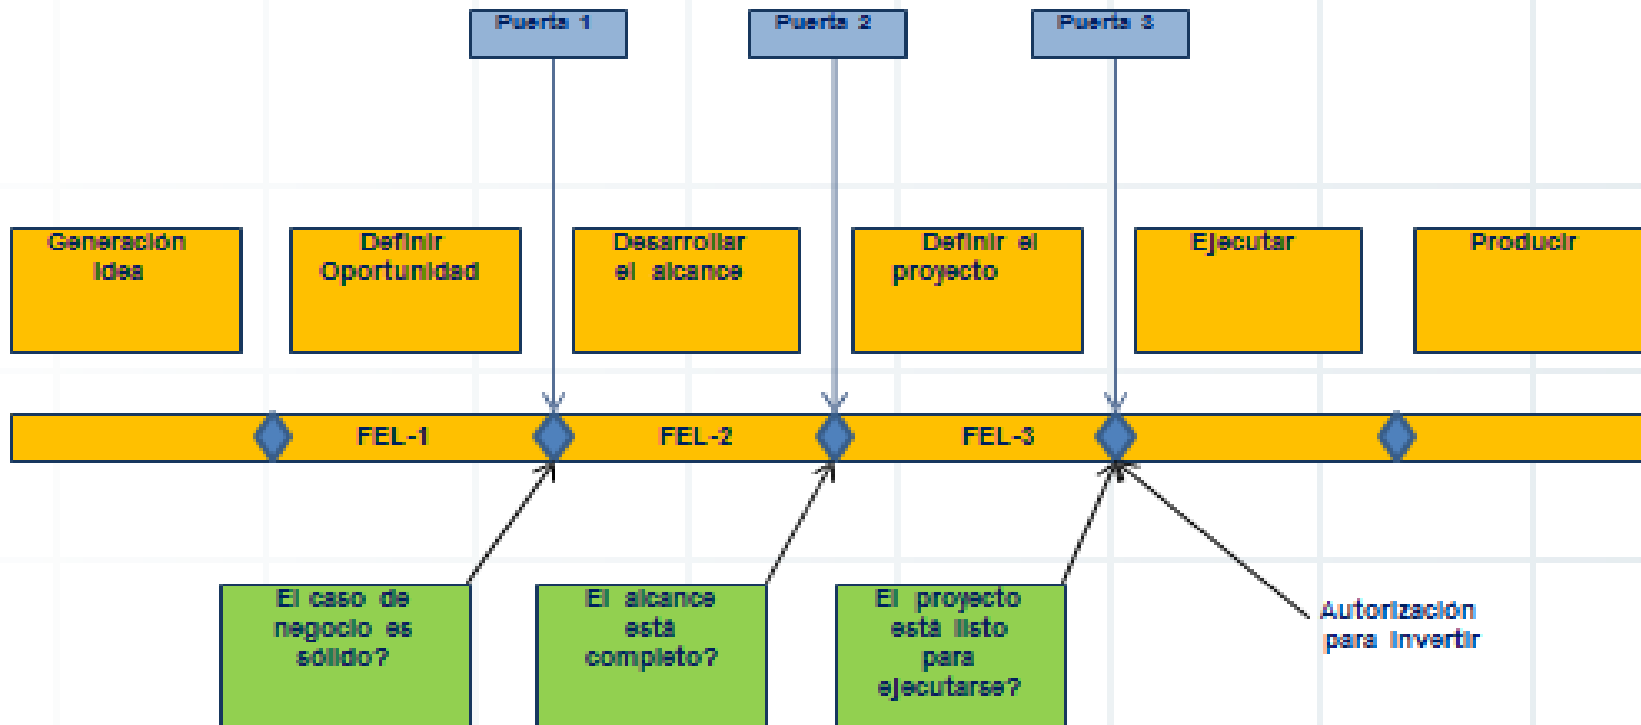 Puerta 1
Puerta 2
Puerta 3
Generación
Idea
Definir
Oportunidad
Desarrollar
el alcance
Definir el
proyecto
Ejecutar
Producir
FEL-1
FEL-2
FEL-3
El caso de
negocio es
sólido?
El alcance
está
completo?
El proyecto
está listo
para
ejecutarse?
Autorización
para invertir